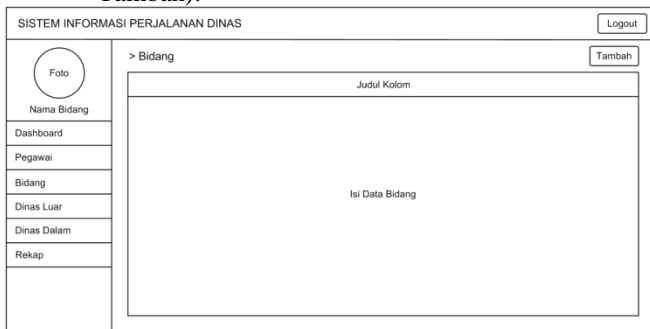 Tambah).
SISTEM INFORMASI PERJALANAN DINAS
Logout
Foto
Nama Bidang
Dashboard
Pegawai
Bidang
Dinas Luar
Dinas Dalam
Rekap
> Bidang
Tambah
Judul Kolom
Isi Data Bidang